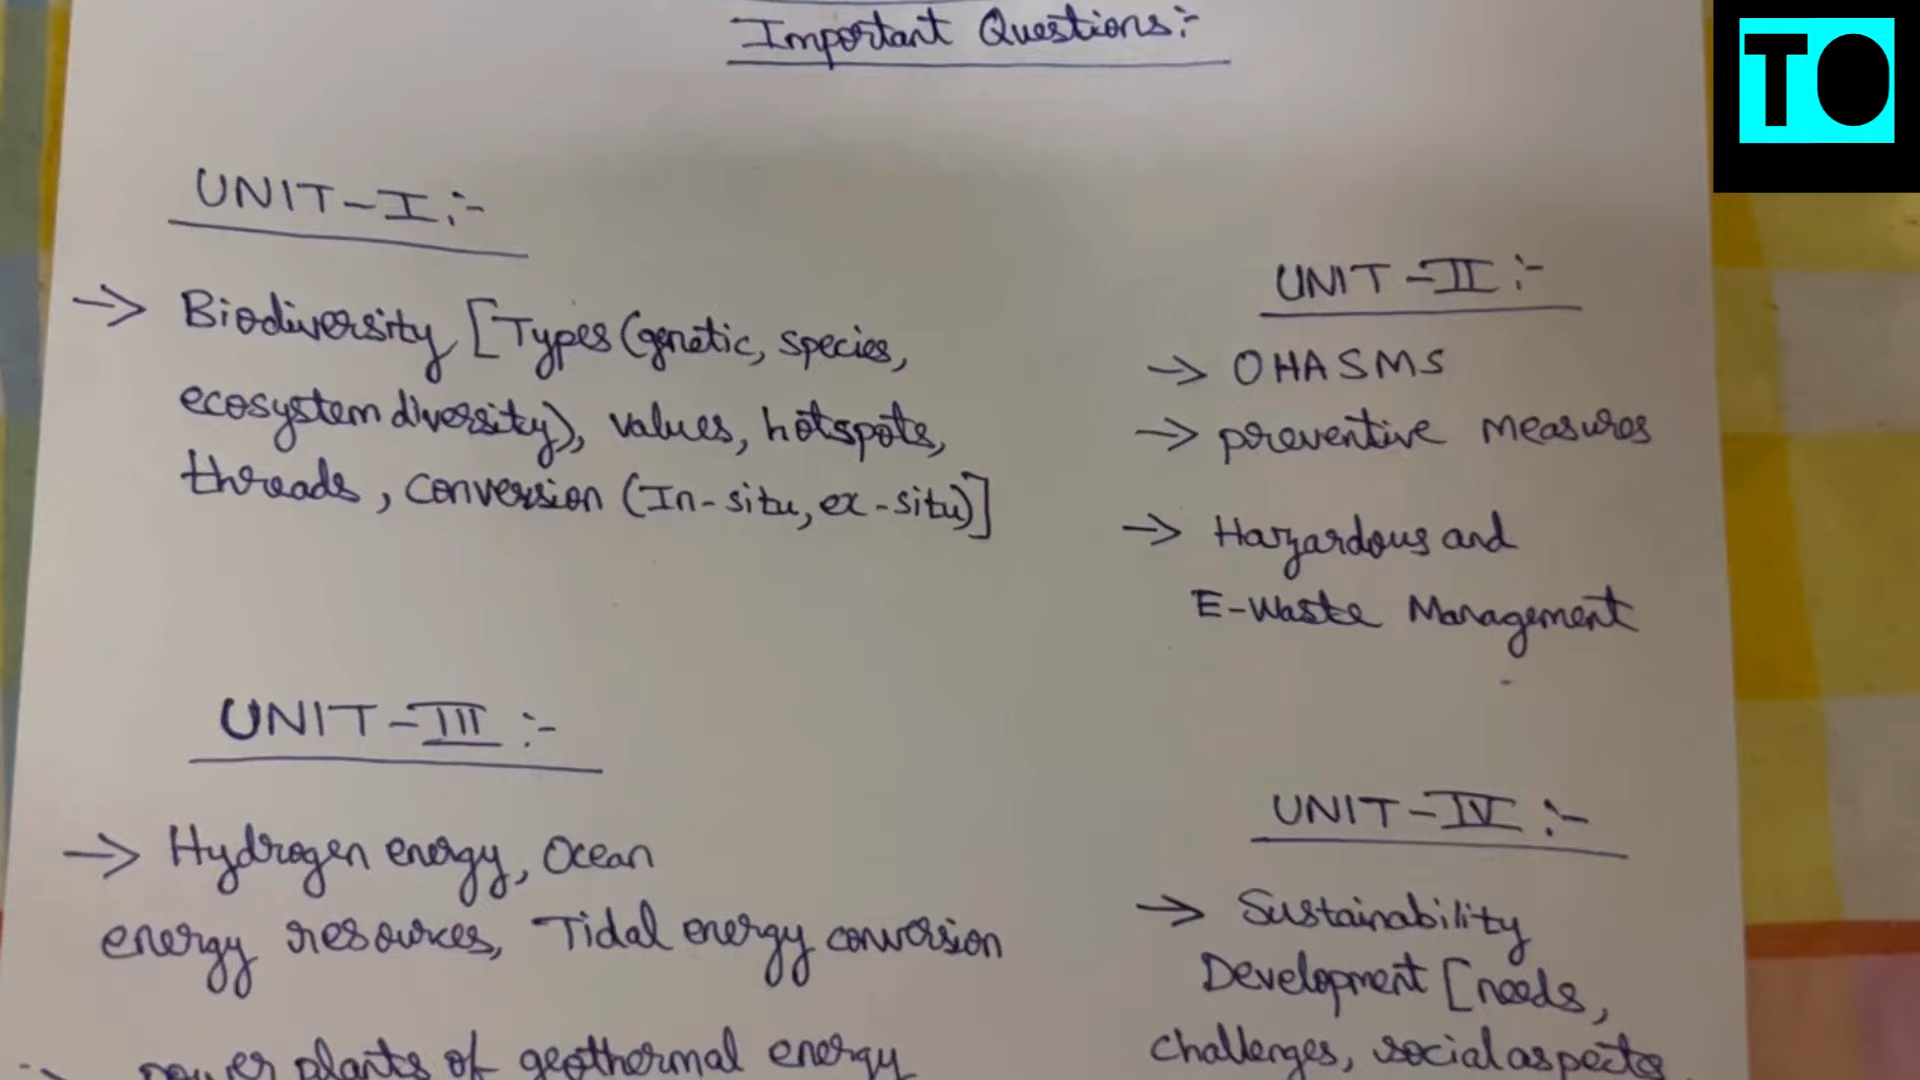 Important Questions:-
TO
UNIT-I:-
→ Biodiversity [Types (genetic, species,
ecosystem diversity), values, hotspots,
threads, conversion (In-situ, ex-situ)]
UNIT-II:-
→ OHASMS
→ preventive measures
→ Hazardous and
E-Waste Management
UNIT-III:-
→ Hydrogen energy, Ocean
energy resources, Tidal energy conversion
→ power plants of geothermal energy
UNIT-IV:-
→ Sustainability
Development [needs,
challenges, social aspects